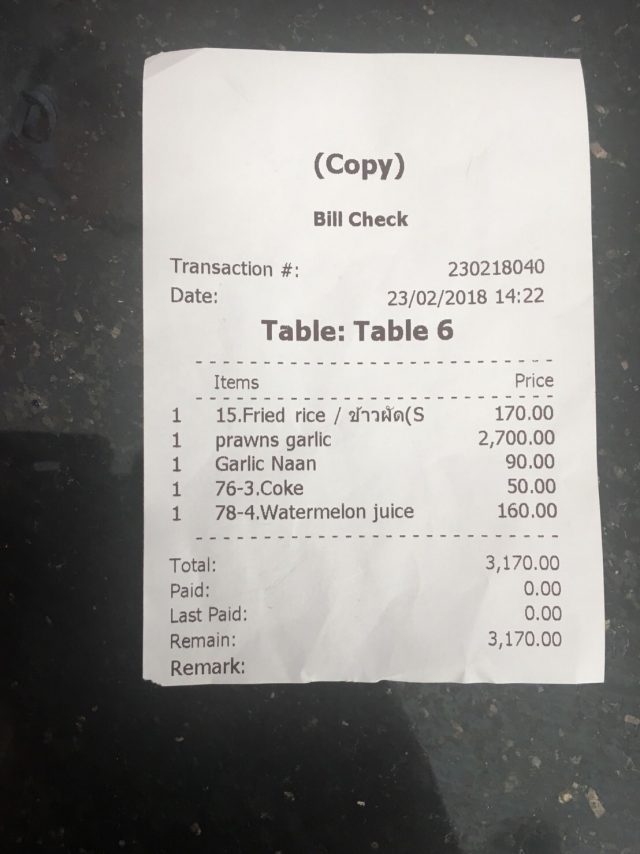 (Copy)
Bill Check
Transaction #: 230218040
Date: 23/02/2018 14:22
Table: Table 6
Items Price
1 15.Fried rice / ข้าวผัด(S 170.00
1 prawns garlic 2,700.00
1 Garlic Naan 90.00
1 76-3.Coke 50.00
1 78-4.Watermelon juice 160.00
Total: 3,170.00
Paid: 0.00
Last Paid: 0.00
Remain: 3,170.00
Remark: